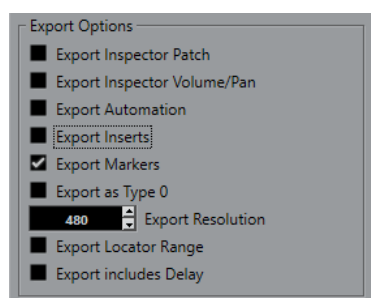 Export Options
Export Inspector Patch
Export Inspector Volume/Pan
Export Automation
Export Inserts
Export Markers
Export as Type 0
480 Export Resolution
Export Locator Range
Export includes Delay